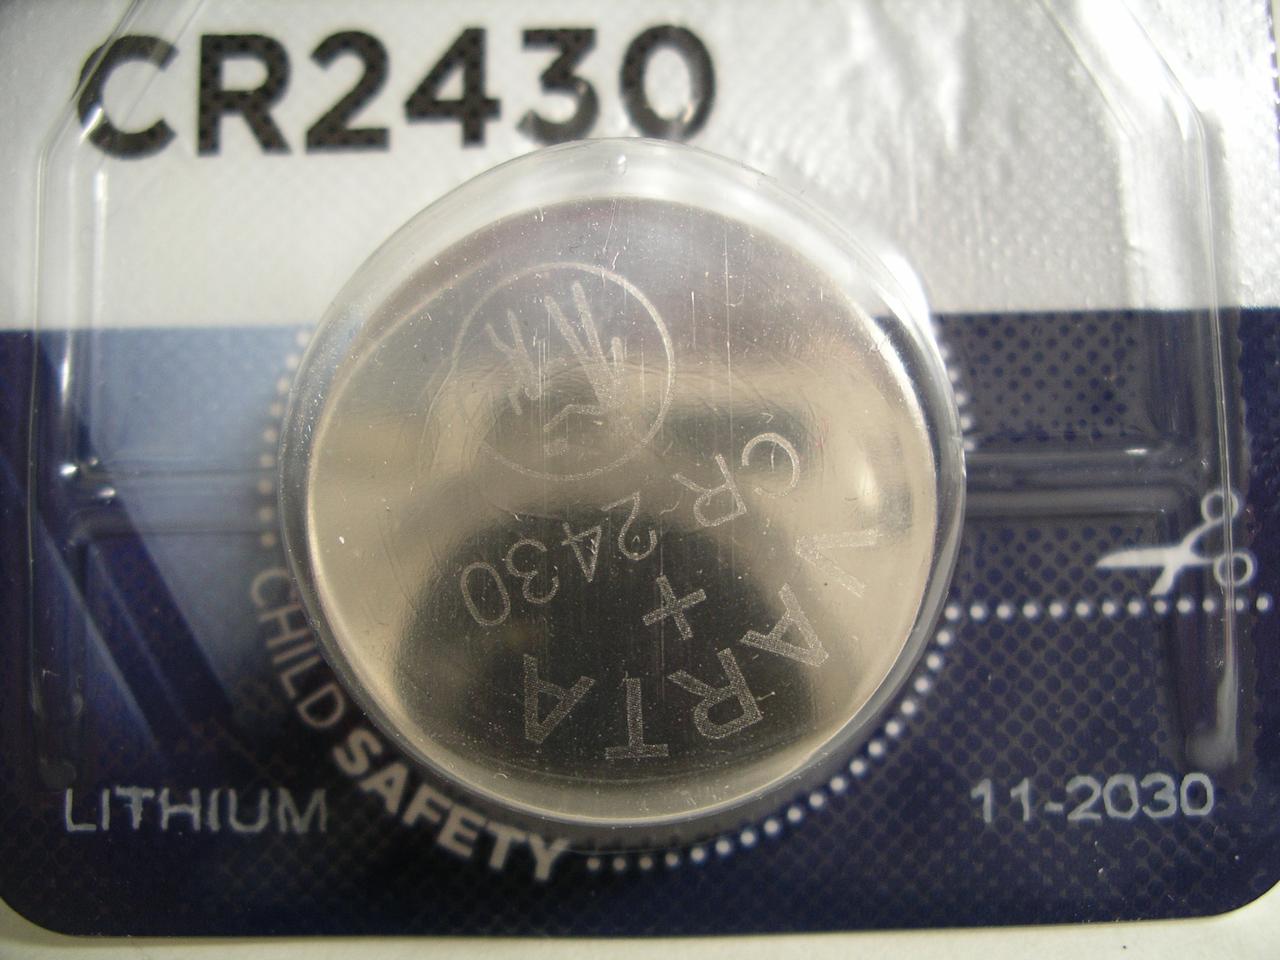 CR2430
VARTA
+
CR
2430
CHILD SAFETY
LITHIUM
11-2030